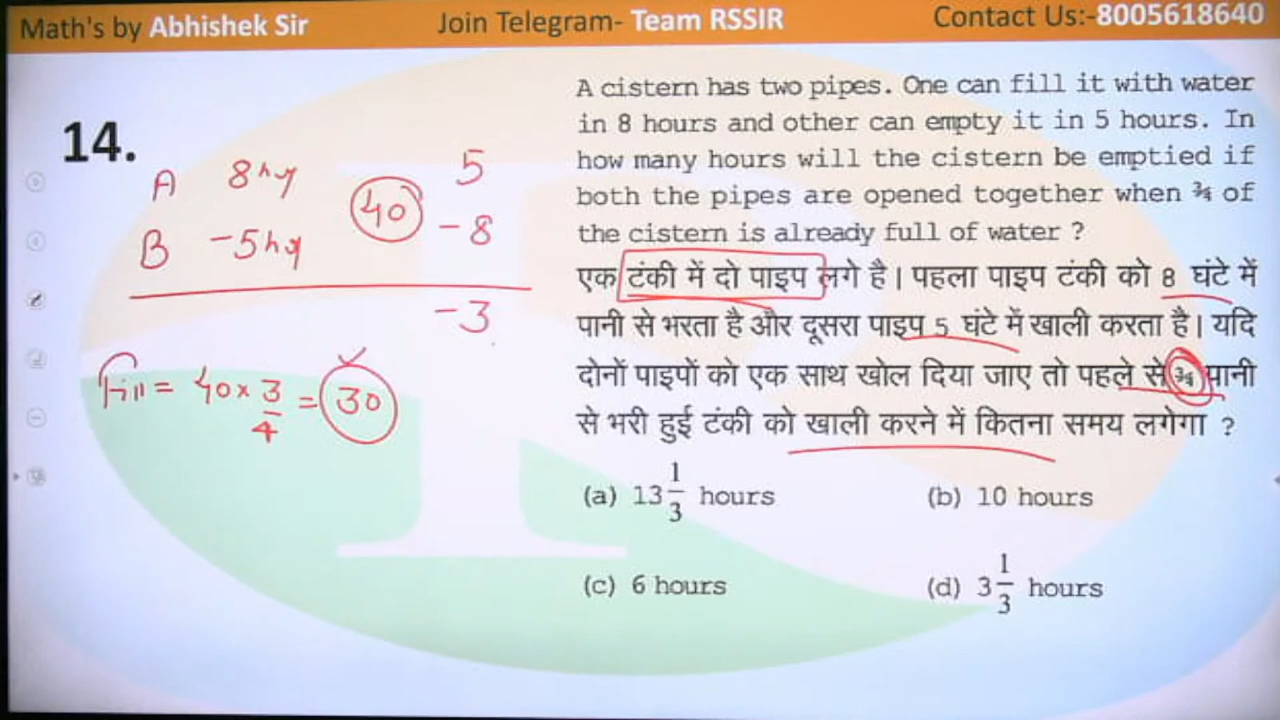 Math's by Abhishek Sir
Join Telegram- Team RSSIR
Contact Us:-8005618640
14.
A cistern has two pipes. One can fill it with water
in 8 hours and other can empty it in 5 hours. In
how many hours will the cistern be emptied if
both the pipes are opened together when ¾ of
the cistern is already full of water ?
एक टंकी में दो पाइप लगे है। पहला पाइप टंकी को 8 घंटे में
पानी से भरता है और दूसरा पाइप 5 घंटे में खाली करता है। यदि
दोनों पाइपों को एक साथ खोल दिया जाए तो पहले से ¾ पानी
से भरी हुई टंकी को खाली करने में कितना समय लगेगा ?
(a) 13 1/3 hours
(b) 10 hours
(c) 6 hours
(d) 3 1/3 hours
A 8hy 40 5
B -5hy -8
-3
fill = 40 × 3/4 = 30